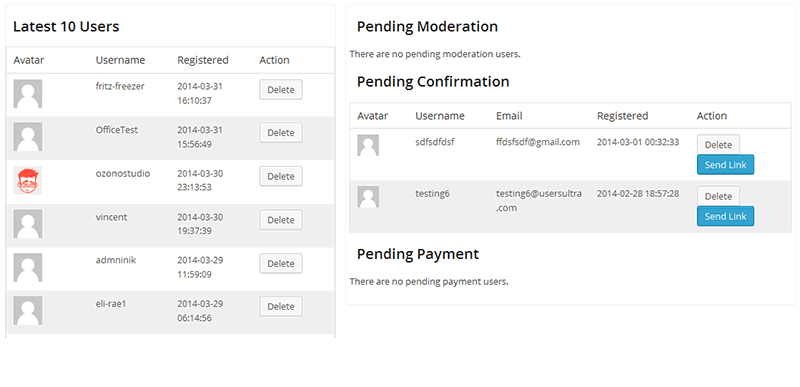 Latest 10 Users
Avatar Username Registered Action
fritz-freezer 2014-03-31 Delete
16:10:37
OfficeTest 2014-03-31 Delete
15:56:49
ozonostudio 2014-03-30 Delete
23:13:53
vincent 2014-03-30 Delete
19:37:39
admninik 2014-03-29 Delete
11:59:09
eli-rae1 2014-03-29 Delete
06:14:56
Pending Moderation
There are no pending moderation users.
Pending Confirmation
Avatar Username Email Registered Action
sdfsdfdsf ffdsfsdf@gmail.com 2014-03-01 00:32:33 Delete
Send Link
testing6 testing6@usersultra 2014-02-28 18:57:28 Delete
.com Send Link
Pending Payment
There are no pending payment users.